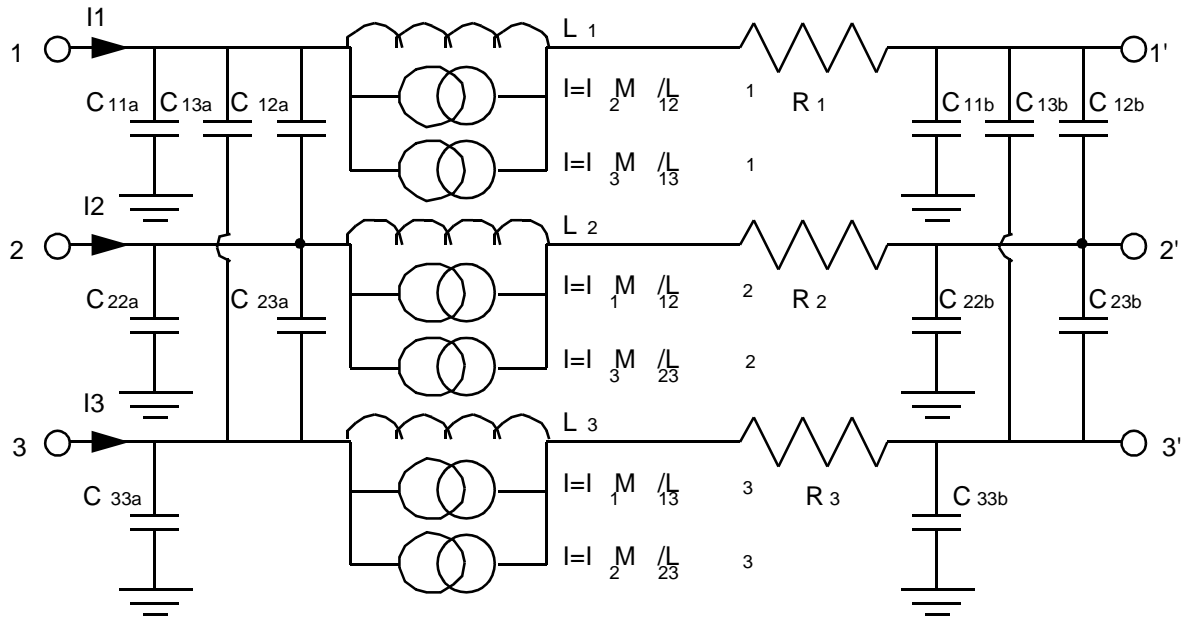 I1
L 1
1
1'
C 11a C 13a C 12a
I=I 2 M /L 12 1
R 1
C 11b C 13b C 12b
I=I 3 M /L 13 1
I2
L 2
2
2'
C 22a C 23a
I=I 1 M /L 12 2
R 2
C 22b C 23b
I=I 3 M /L 23 2
I3
L 3
3
3'
C 33a
I=I 1 M /L 13 3
R 3
C 33b
I=I 2 M /L 23 3